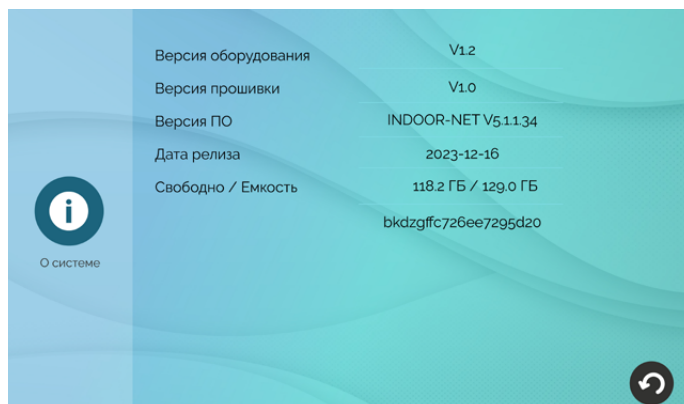 Версия оборудования V1.2
Версия прошивки V1.0
Версия ПО INDOOR-NET V5.1.1.34
Дата релиза 2023-12-16
Свободно / Емкость 118.2 ГБ / 129.0 ГБ
bkdzgffc726ee7295d20
О системе